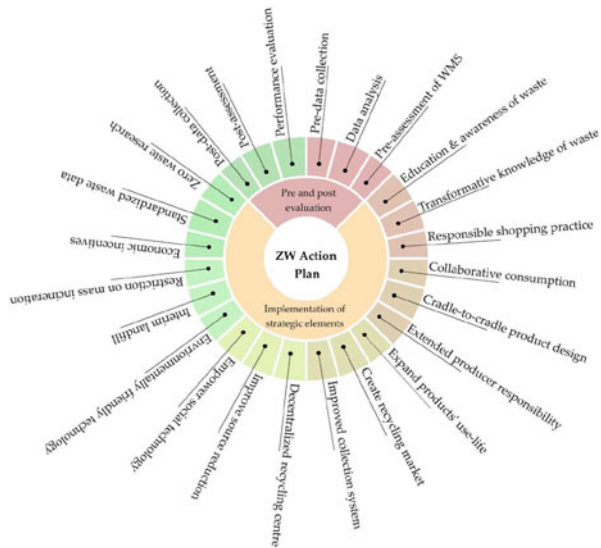 Pre-data collection
Data analysis
Pre-assessment of WMS
Education & awareness of waste
Transformative knowledge of waste
Responsible shopping practice
Collaborative consumption
Cradle-to-cradle product design
Extended producer responsibility
Expand products' use-life
Create recycling market
Improved collection system
Decentralized recycling centre
Improve source reduction
Empower social technology
Envrionmentally friendly technology
Interim landfill
Restriction on mass incineration
Economic incentives
Standardized waste data
Zero waste research
Post-data collection
Post-assessment
Performance evaluation
Pre and post
evaluation
ZW Action
Plan
Implementation of
strategic elements